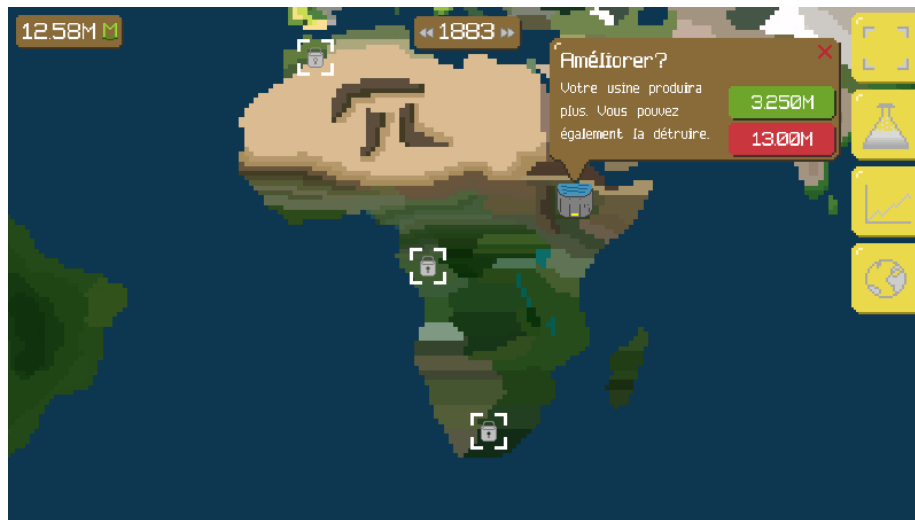 12.58M M
1883
Améliorer?
Votre usine produira
plus. Vous pouvez
également la détruire.
3.250M
13.00M